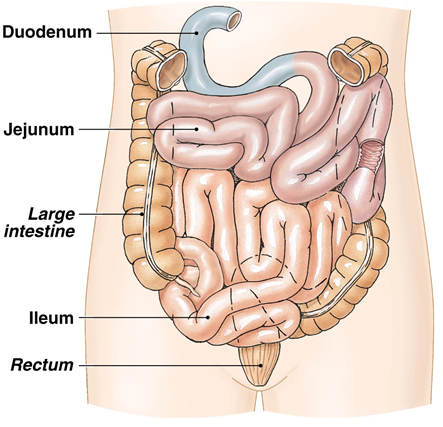 Duodenum
Jejunum
Large
intestine
Ileum
Rectum